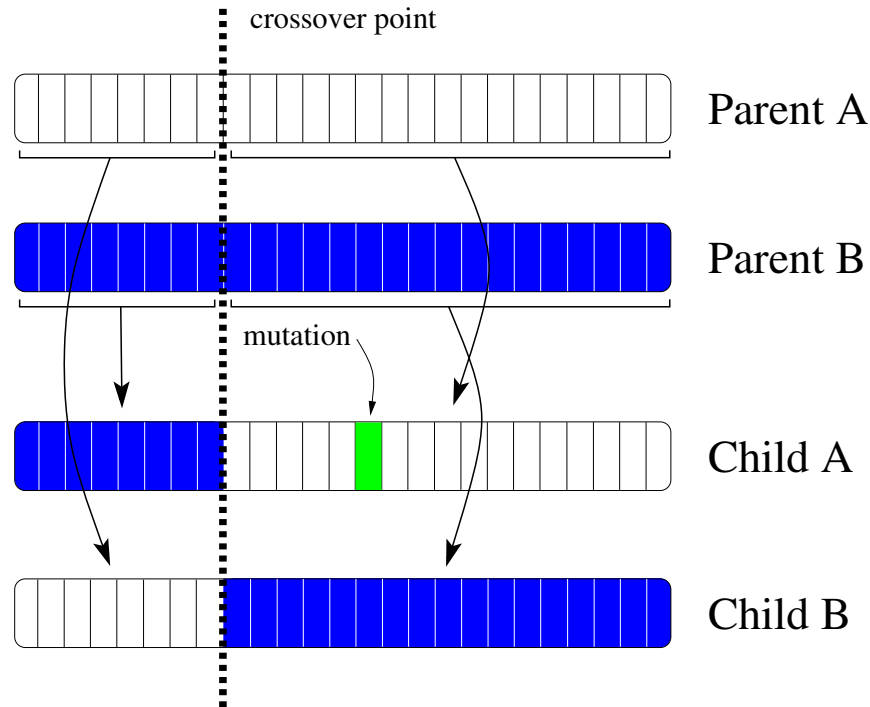 crossover point
Parent A
Parent B
mutation
Child A
Child B